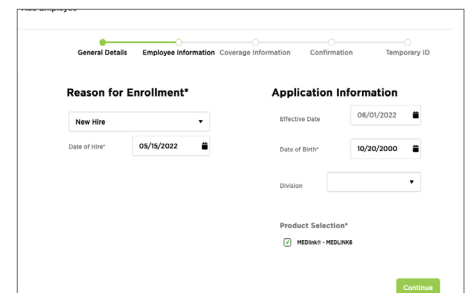 Add Employee
General Details Employee Information Coverage Information Confirmation Temporary ID
Reason for Enrollment*
New Hire
Date of Hire* 05/15/2022
Application Information
Effective Date 06/01/2022
Date of Birth* 10/20/2000
Division
Product Selection*
MEDlink® - MEDLINK6
Continue